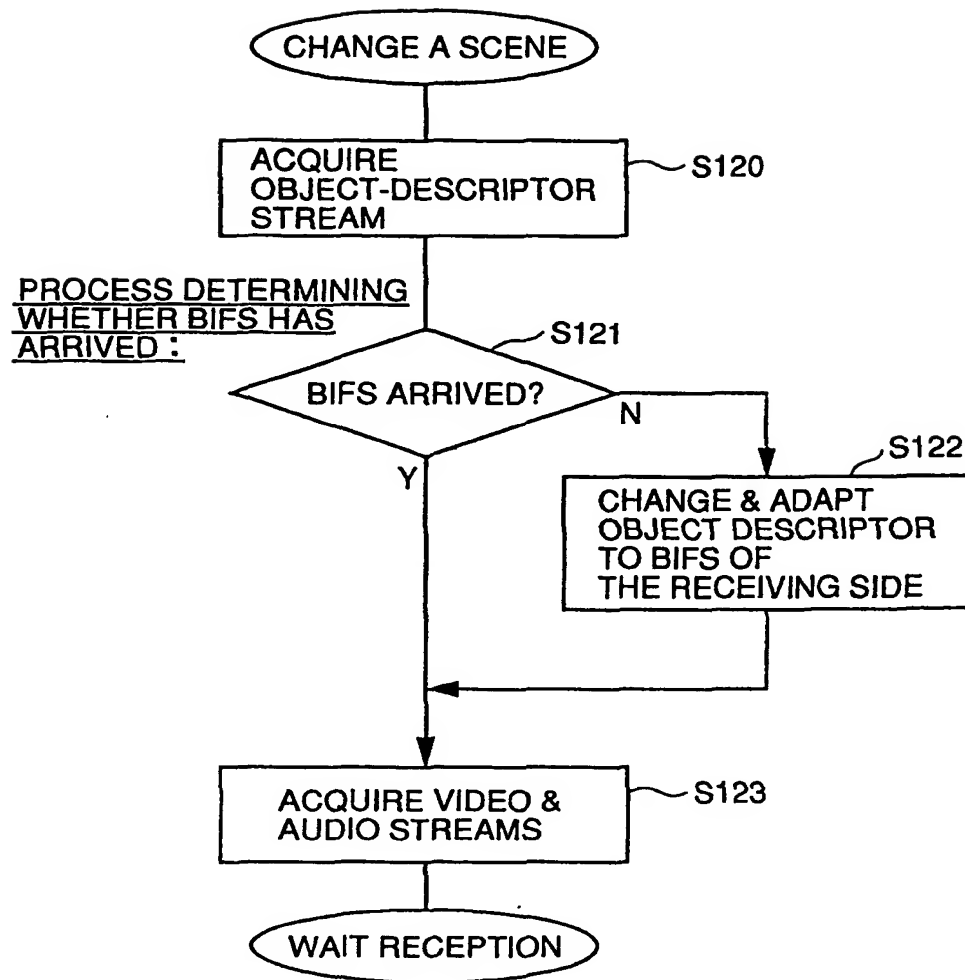 CHANGE A SCENE
ACQUIRE
OBJECT-DESCRIPTOR
STREAM
S120
PROCESS DETERMINING
WHETHER BIFS HAS
ARRIVED :
S121
BIFS ARRIVED?
N
Y
S122
CHANGE & ADAPT
OBJECT DESCRIPTOR
TO BIFS OF
THE RECEIVING SIDE
ACQUIRE VIDEO &
AUDIO STREAMS
S123
WAIT RECEPTION